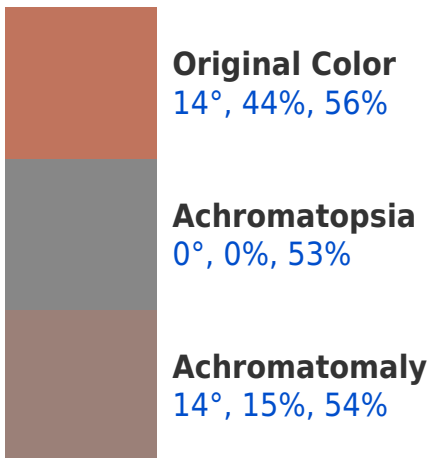 Original Color
14°, 44%, 56%
Achromatopsia
0°, 0%, 53%
Achromatomaly
14°, 15%, 54%